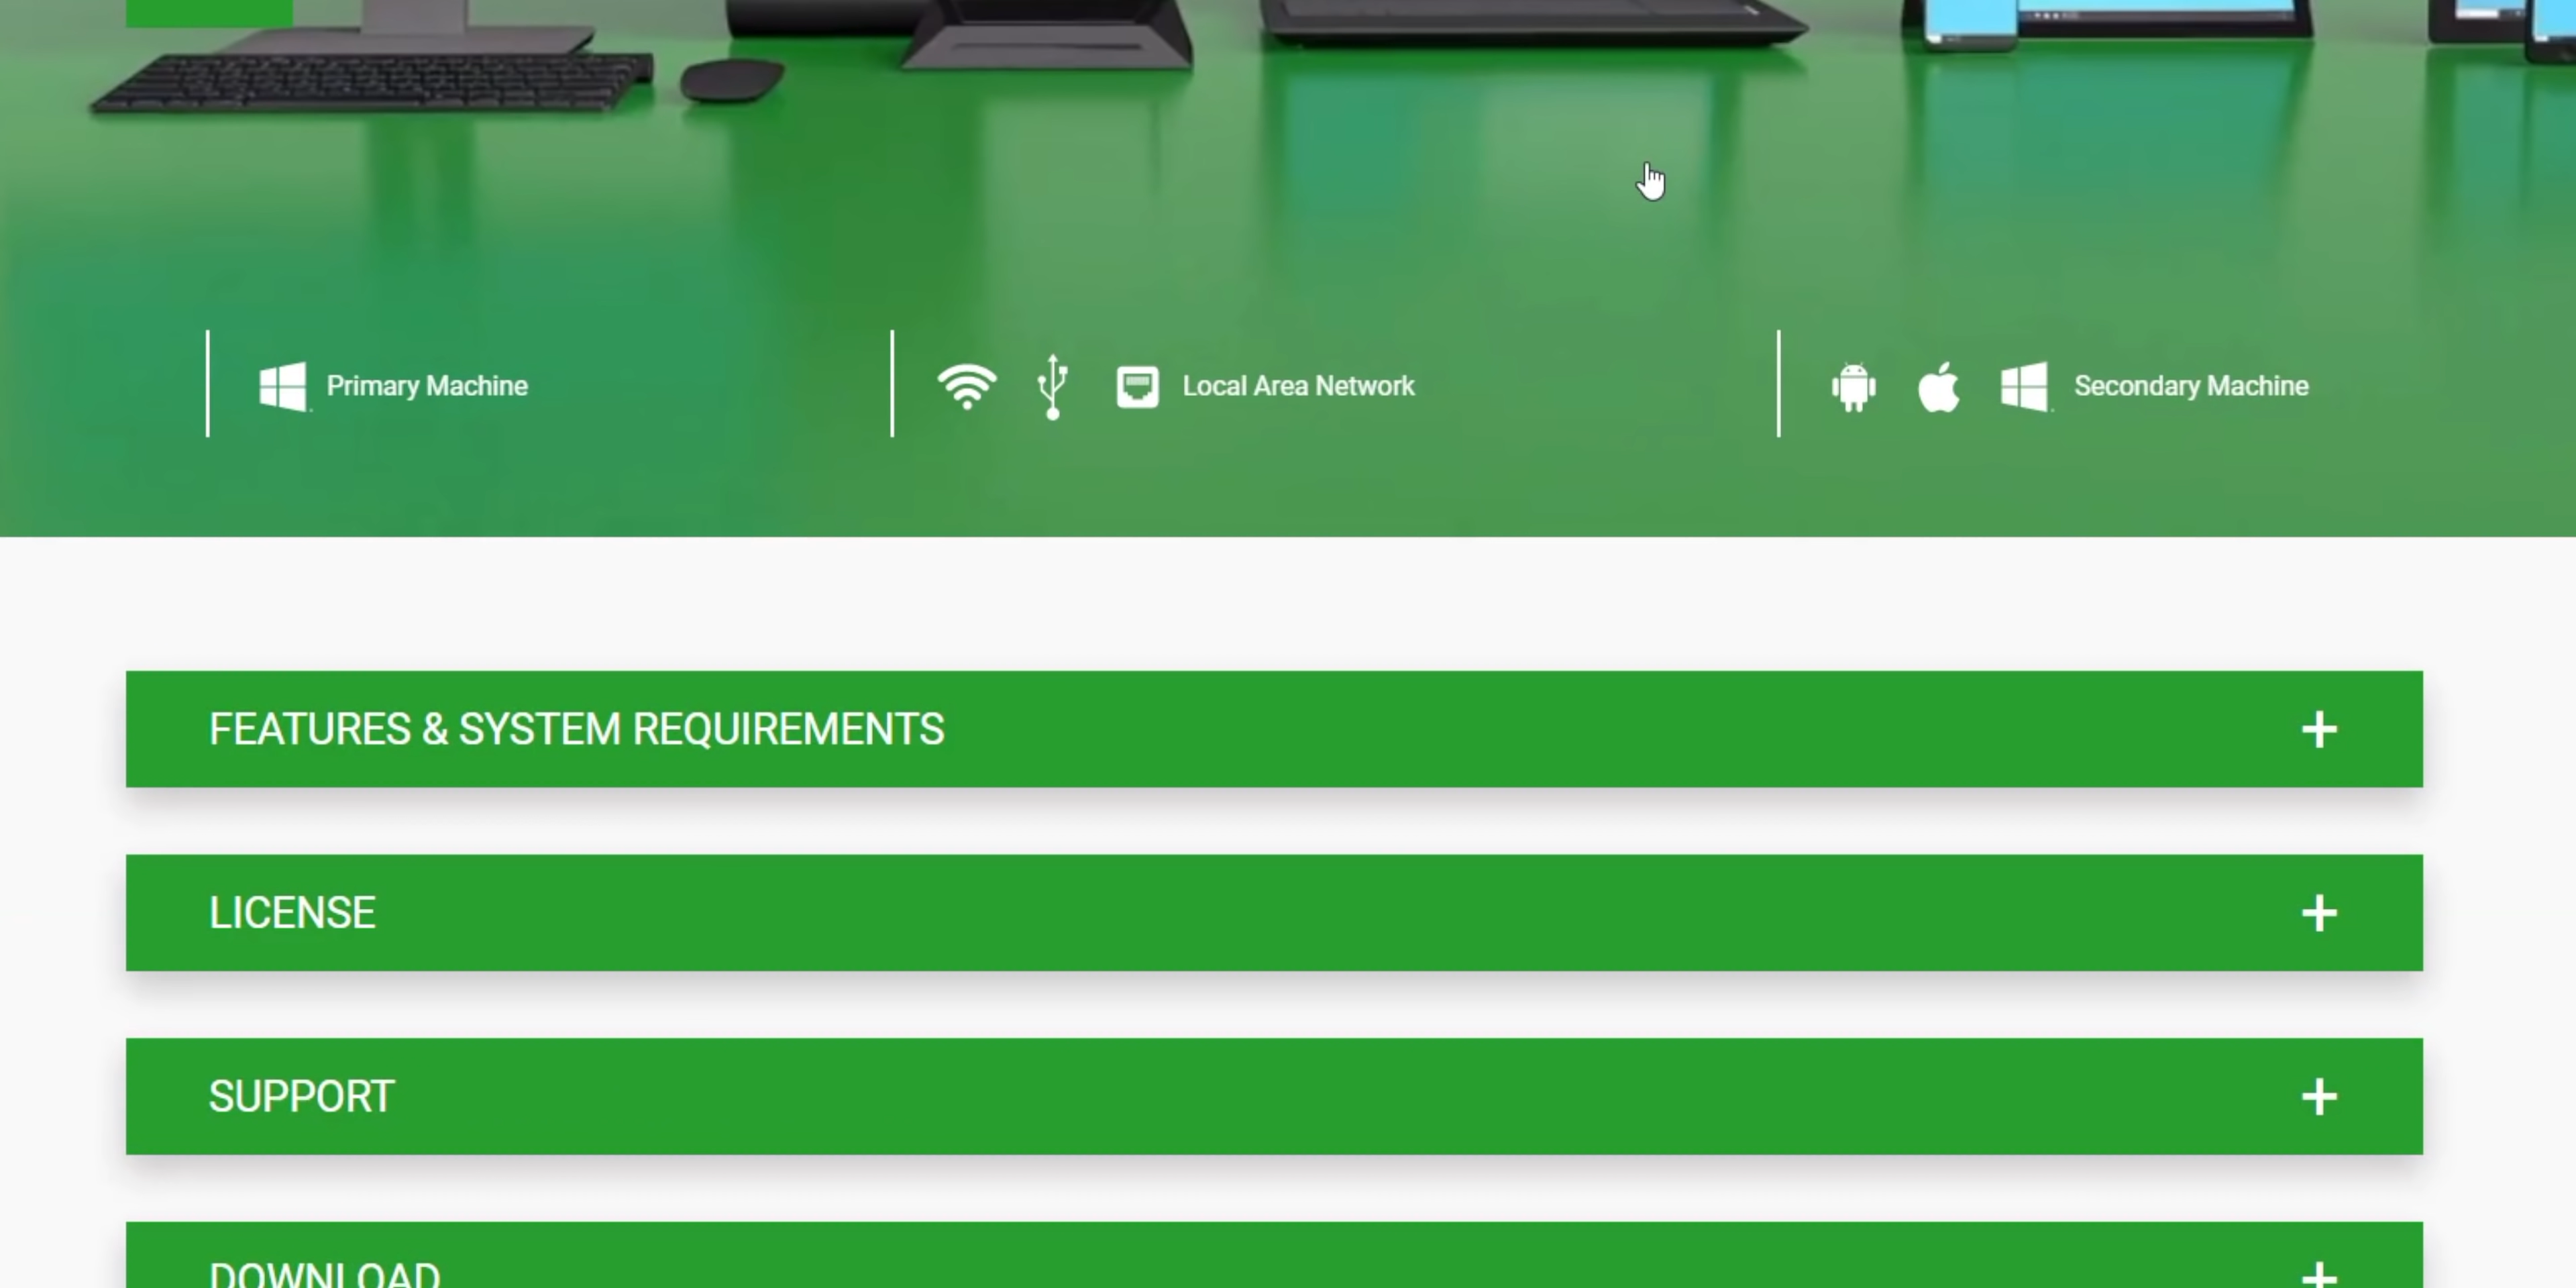 Primary Machine
Local Area Network
Secondary Machine
FEATURES & SYSTEM REQUIREMENTS
LICENSE
SUPPORT
DOWNLOAD